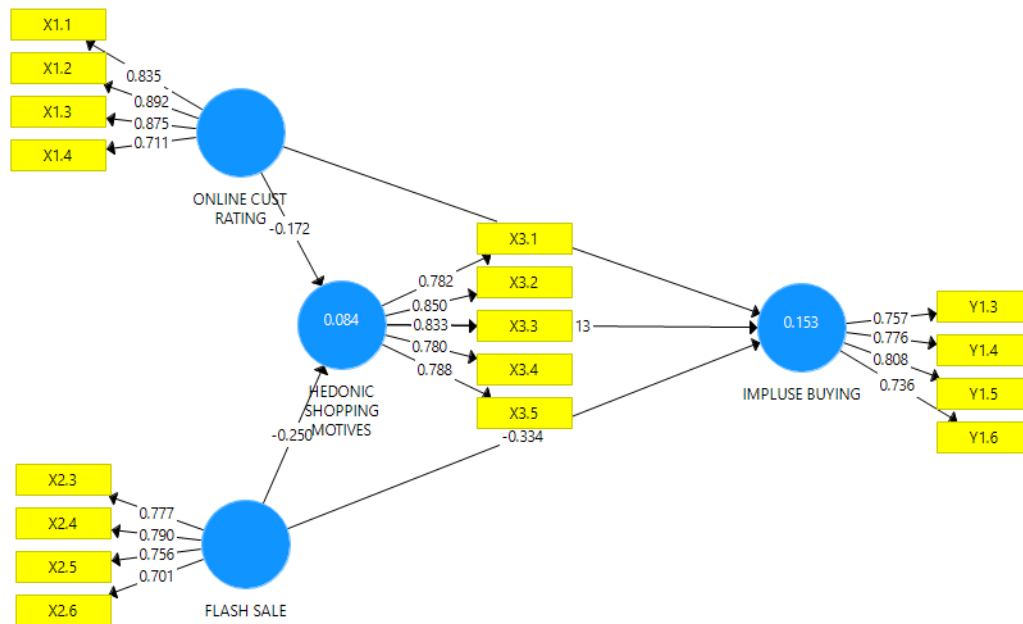 X1.1
X1.2
X1.3
X1.4
0.835
0.892
0.875
0.711
ONLINE CUST
RATING
-0.172
X3.1
X3.2
X3.3
X3.4
X3.5
0.782
0.850
0.833
0.780
0.788
0.084
HEDONIC
SHOPPING
MOTIVES
13
0.153
IMPLUSE BUYING
0.757
0.776
0.808
0.736
Y1.3
Y1.4
Y1.5
Y1.6
-0.250
-0.334
X2.3
X2.4
X2.5
X2.6
0.777
0.790
0.756
0.701
FLASH SALE